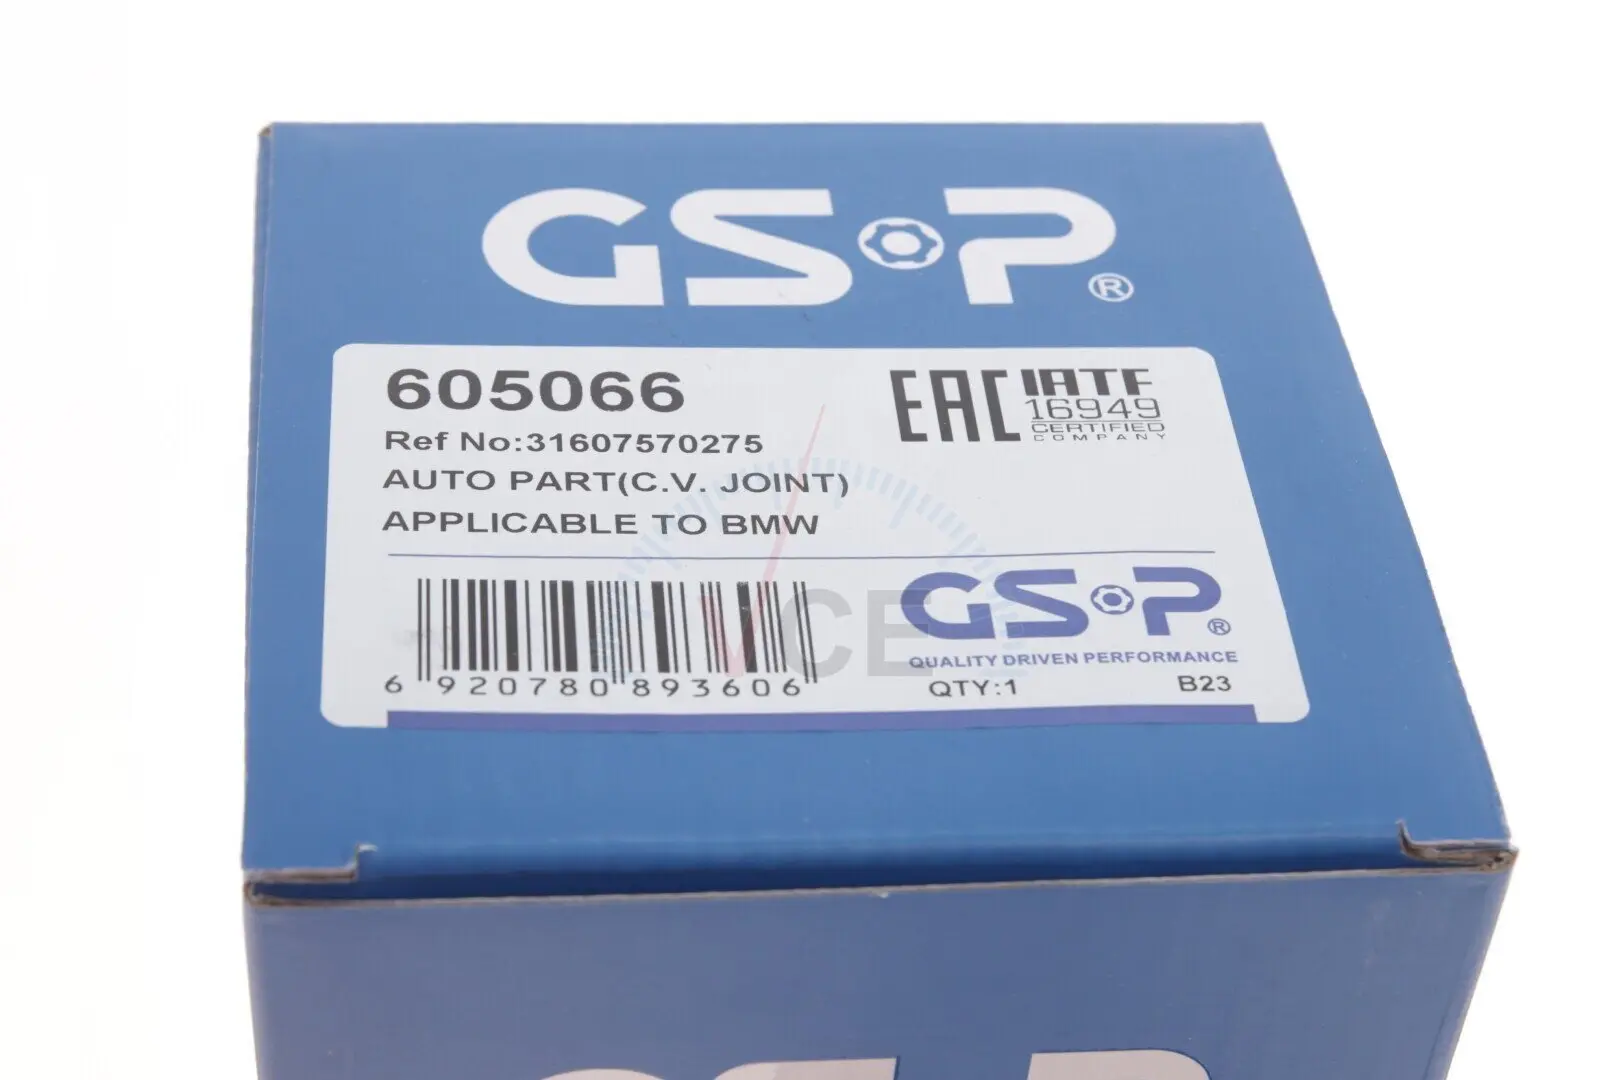 GSP®
605066
Ref No:31607570275
AUTO PART(C.V. JOINT)
APPLICABLE TO BMW
EAC
IATF
16949
CERTIFIED
COMPANY
6 920780 893606
VCE
GSP®
QUALITY DRIVEN PERFORMANCE
QTY:1 B23